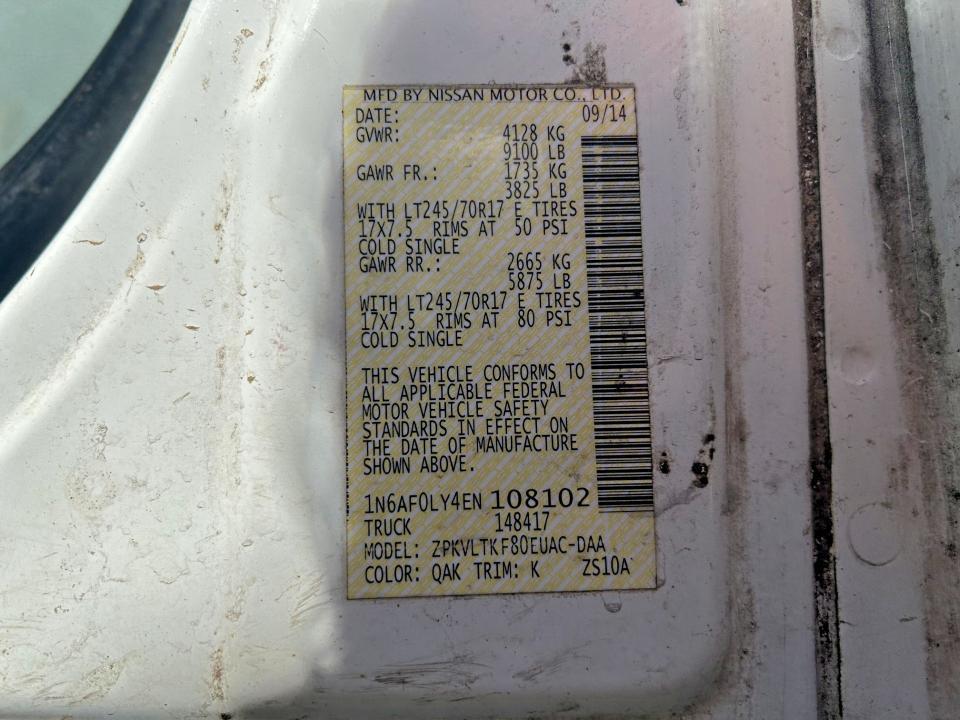 MFD BY NISSAN MOTOR CO., LTD.
DATE: 09/14
GVWR: 4128 KG
9100 LB
GAWR FR.: 1735 KG
3825 LB
WITH LT245/70R17 E TIRES
17X7.5 RIMS AT 50 PSI
COLD SINGLE
GAWR RR.: 2665 KG
5875 LB
WITH LT245/70R17 E TIRES
17X7.5 RIMS AT 80 PSI
COLD SINGLE
THIS VEHICLE CONFORMS TO
ALL APPLICABLE FEDERAL
MOTOR VEHICLE SAFETY
STANDARDS IN EFFECT ON
THE DATE OF MANUFACTURE
SHOWN ABOVE.
1N6AF0LY4EN 108102
TRUCK 148417
MODEL: ZPKVLTKF80EUAC-DAA
COLOR: QAK TRIM: K ZS10A